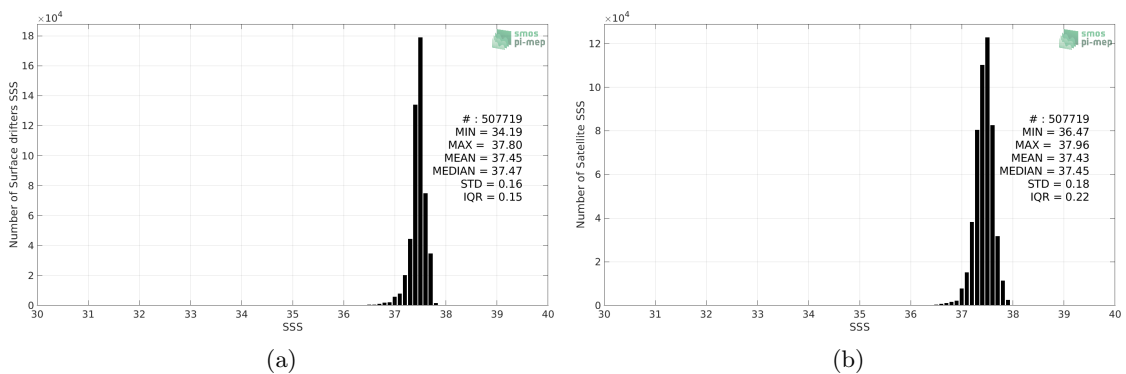 ×10⁴
18
16
14
12
10
8
6
4
2
0
Number of Surface drifters SSS
smos
pi-mep
# : 507719
MIN = 34.19
MAX = 37.80
MEAN = 37.45
MEDIAN = 37.47
STD = 0.16
IQR = 0.15
30 31 32 33 34 35 36 37 38 39 40
SSS
(a)
×10⁴
12
10
8
6
4
2
0
Number of Satellite SSS
smos
pi-mep
# : 507719
MIN = 36.47
MAX = 37.96
MEAN = 37.43
MEDIAN = 37.45
STD = 0.18
IQR = 0.22
30 31 32 33 34 35 36 37 38 39 40
SSS
(b)